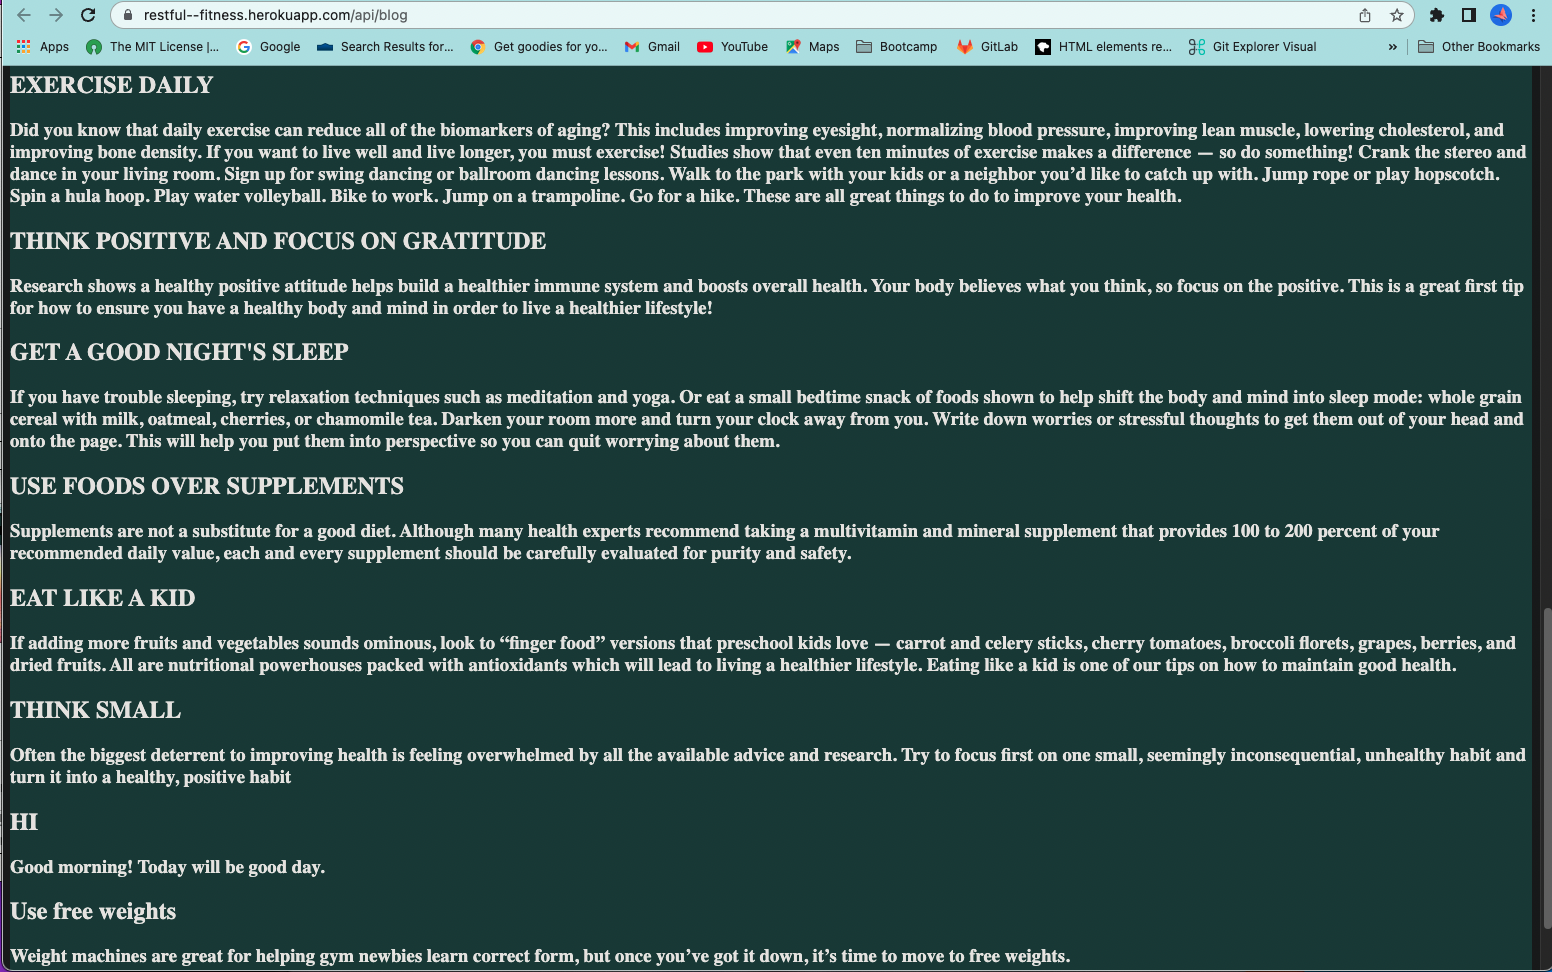 restful--fitness.herokuapp.com/api/blog
Apps The MIT License |... Google Search Results for... Get goodies for yo... Gmail YouTube Maps Bootcamp GitLab HTML elements re... Git Explorer Visual » Other Bookmarks
EXERCISE DAILY
Did you know that daily exercise can reduce all of the biomarkers of aging? This includes improving eyesight, normalizing blood pressure, improving lean muscle, lowering cholesterol, and
improving bone density. If you want to live well and live longer, you must exercise! Studies show that even ten minutes of exercise makes a difference — so do something! Crank the stereo and
dance in your living room. Sign up for swing dancing or ballroom dancing lessons. Walk to the park with your kids or a neighbor you’d like to catch up with. Jump rope or play hopscotch.
Spin a hula hoop. Play water volleyball. Bike to work. Jump on a trampoline. Go for a hike. These are all great things to do to improve your health.
THINK POSITIVE AND FOCUS ON GRATITUDE
Research shows a healthy positive attitude helps build a healthier immune system and boosts overall health. Your body believes what you think, so focus on the positive. This is a great first tip
for how to ensure you have a healthy body and mind in order to live a healthier lifestyle!
GET A GOOD NIGHT'S SLEEP
If you have trouble sleeping, try relaxation techniques such as meditation and yoga. Or eat a small bedtime snack of foods shown to help shift the body and mind into sleep mode: whole grain
cereal with milk, oatmeal, cherries, or chamomile tea. Darken your room more and turn your clock away from you. Write down worries or stressful thoughts to get them out of your head and
onto the page. This will help you put them into perspective so you can quit worrying about them.
USE FOODS OVER SUPPLEMENTS
Supplements are not a substitute for a good diet. Although many health experts recommend taking a multivitamin and mineral supplement that provides 100 to 200 percent of your
recommended daily value, each and every supplement should be carefully evaluated for purity and safety.
EAT LIKE A KID
If adding more fruits and vegetables sounds ominous, look to “finger food” versions that preschool kids love — carrot and celery sticks, cherry tomatoes, broccoli florets, grapes, berries, and
dried fruits. All are nutritional powerhouses packed with antioxidants which will lead to living a healthier lifestyle. Eating like a kid is one of our tips on how to maintain good health.
THINK SMALL
Often the biggest deterrent to improving health is feeling overwhelmed by all the available advice and research. Try to focus first on one small, seemingly inconsequential, unhealthy habit and
turn it into a healthy, positive habit
HI
Good morning! Today will be good day.
Use free weights
Weight machines are great for helping gym newbies learn correct form, but once you’ve got it down, it’s time to move to free weights.